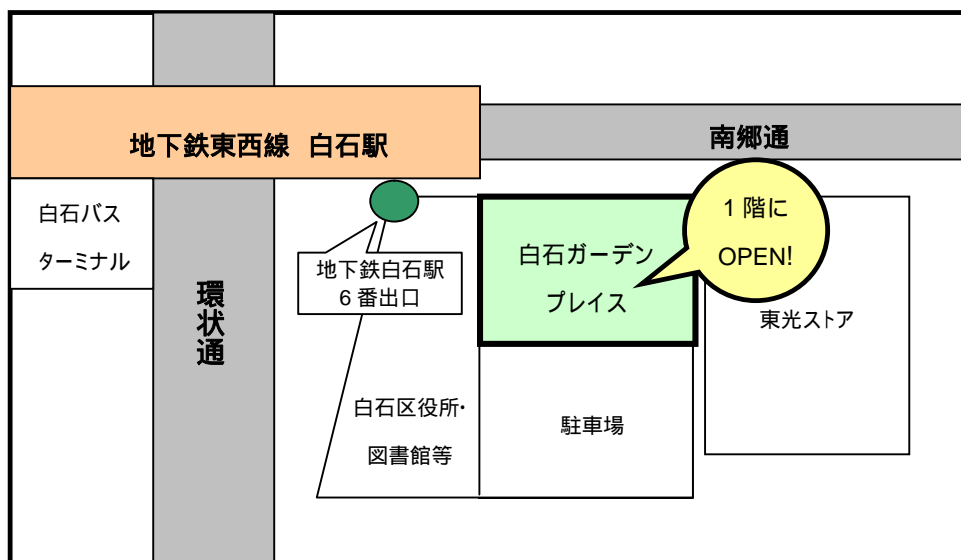 地下鉄東西線 白石駅
南郷通
白石バス
ターミナル
環状通
地下鉄白石駅
6番出口
白石ガーデン
プレイス
1階に
OPEN!
東光ストア
白石区役所・
図書館等
駐車場